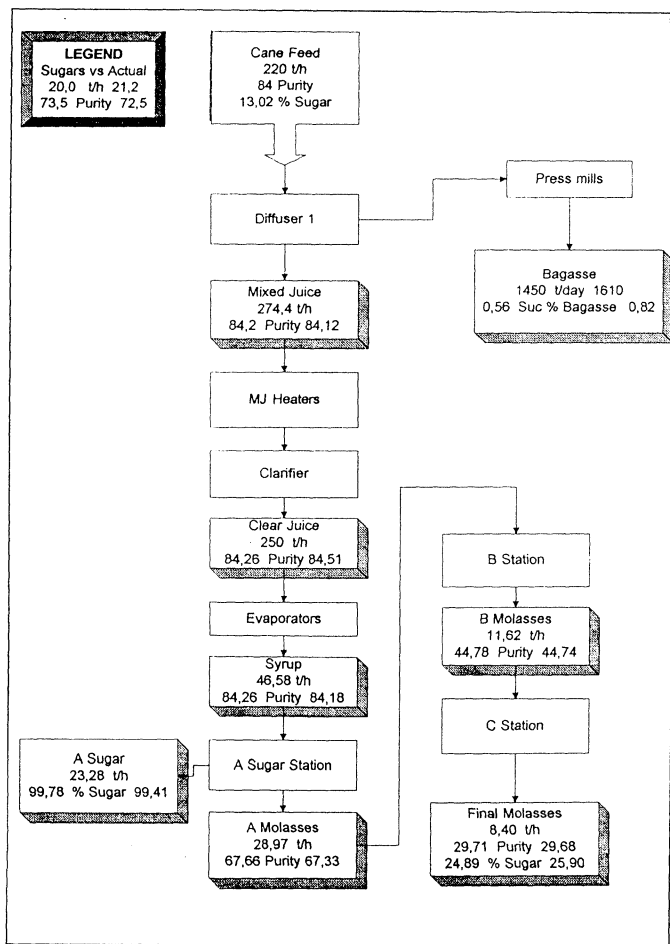 LEGEND
Sugars vs Actual
20,0 t/h 21,2
73,5 Purity 72,5
Cane Feed
220 t/h
84 Purity
13,02 % Sugar
Diffuser 1
Press mills
Bagasse
1450 t/day 1610
0,56 Suc % Bagasse 0,82
Mixed Juice
274,4 t/h
84,2 Purity 84,12
MJ Heaters
Clarifier
Clear Juice
250 t/h
84,26 Purity 84,51
Evaporators
Syrup
46,58 t/h
84,26 Purity 84,18
A Sugar Station
A Sugar
23,28 t/h
99,78 % Sugar 99,41
A Molasses
28,97 t/h
67,66 Purity 67,33
B Station
B Molasses
11,62 t/h
44,78 Purity 44,74
C Station
Final Molasses
8,40 t/h
29,71 Purity 29,68
24,89 % Sugar 25,90